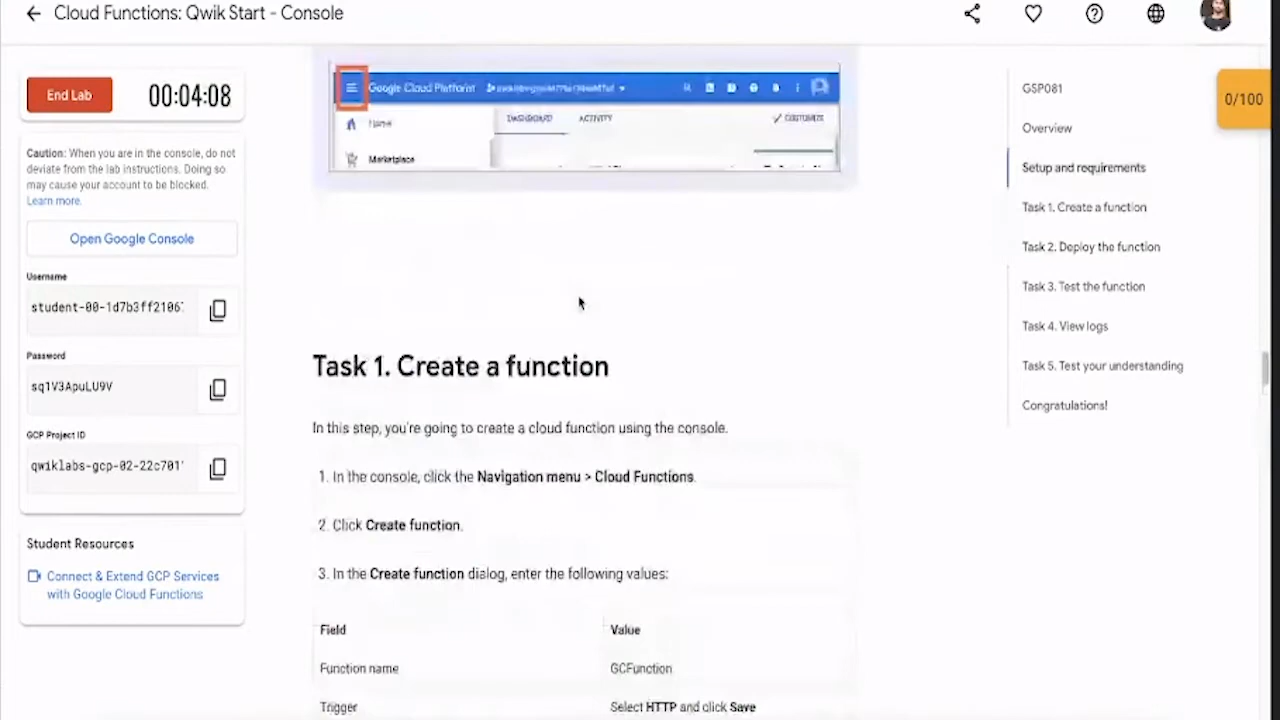 Cloud Functions: Qwik Start - Console
End Lab
00:04:08
Caution: When you are in the console, do not
deviate from the lab instructions. Doing so
may cause your account to be blocked.
Learn more.
Open Google Console
Username
student-00-1d7b3ff2106
Password
sq1V3ApuLU9V
GCP Project ID
qwiklabs-gcp-02-22c701
Student Resources
Connect & Extend GCP Services
with Google Cloud Functions
Google Cloud Platform
Home
DASHBOARD
ACTIVITY
CUSTOMIZE
Marketplace
Task 1. Create a function
In this step, you're going to create a cloud function using the console.
1. In the console, click the Navigation menu > Cloud Functions.
2. Click Create function.
3. In the Create function dialog, enter the following values:
Field Value
Function name GCFunction
Trigger Select HTTP and click Save
GSP081
Overview
Setup and requirements
Task 1. Create a function
Task 2. Deploy the function
Task 3. Test the function
Task 4. View logs
Task 5. Test your understanding
Congratulations!
0/100